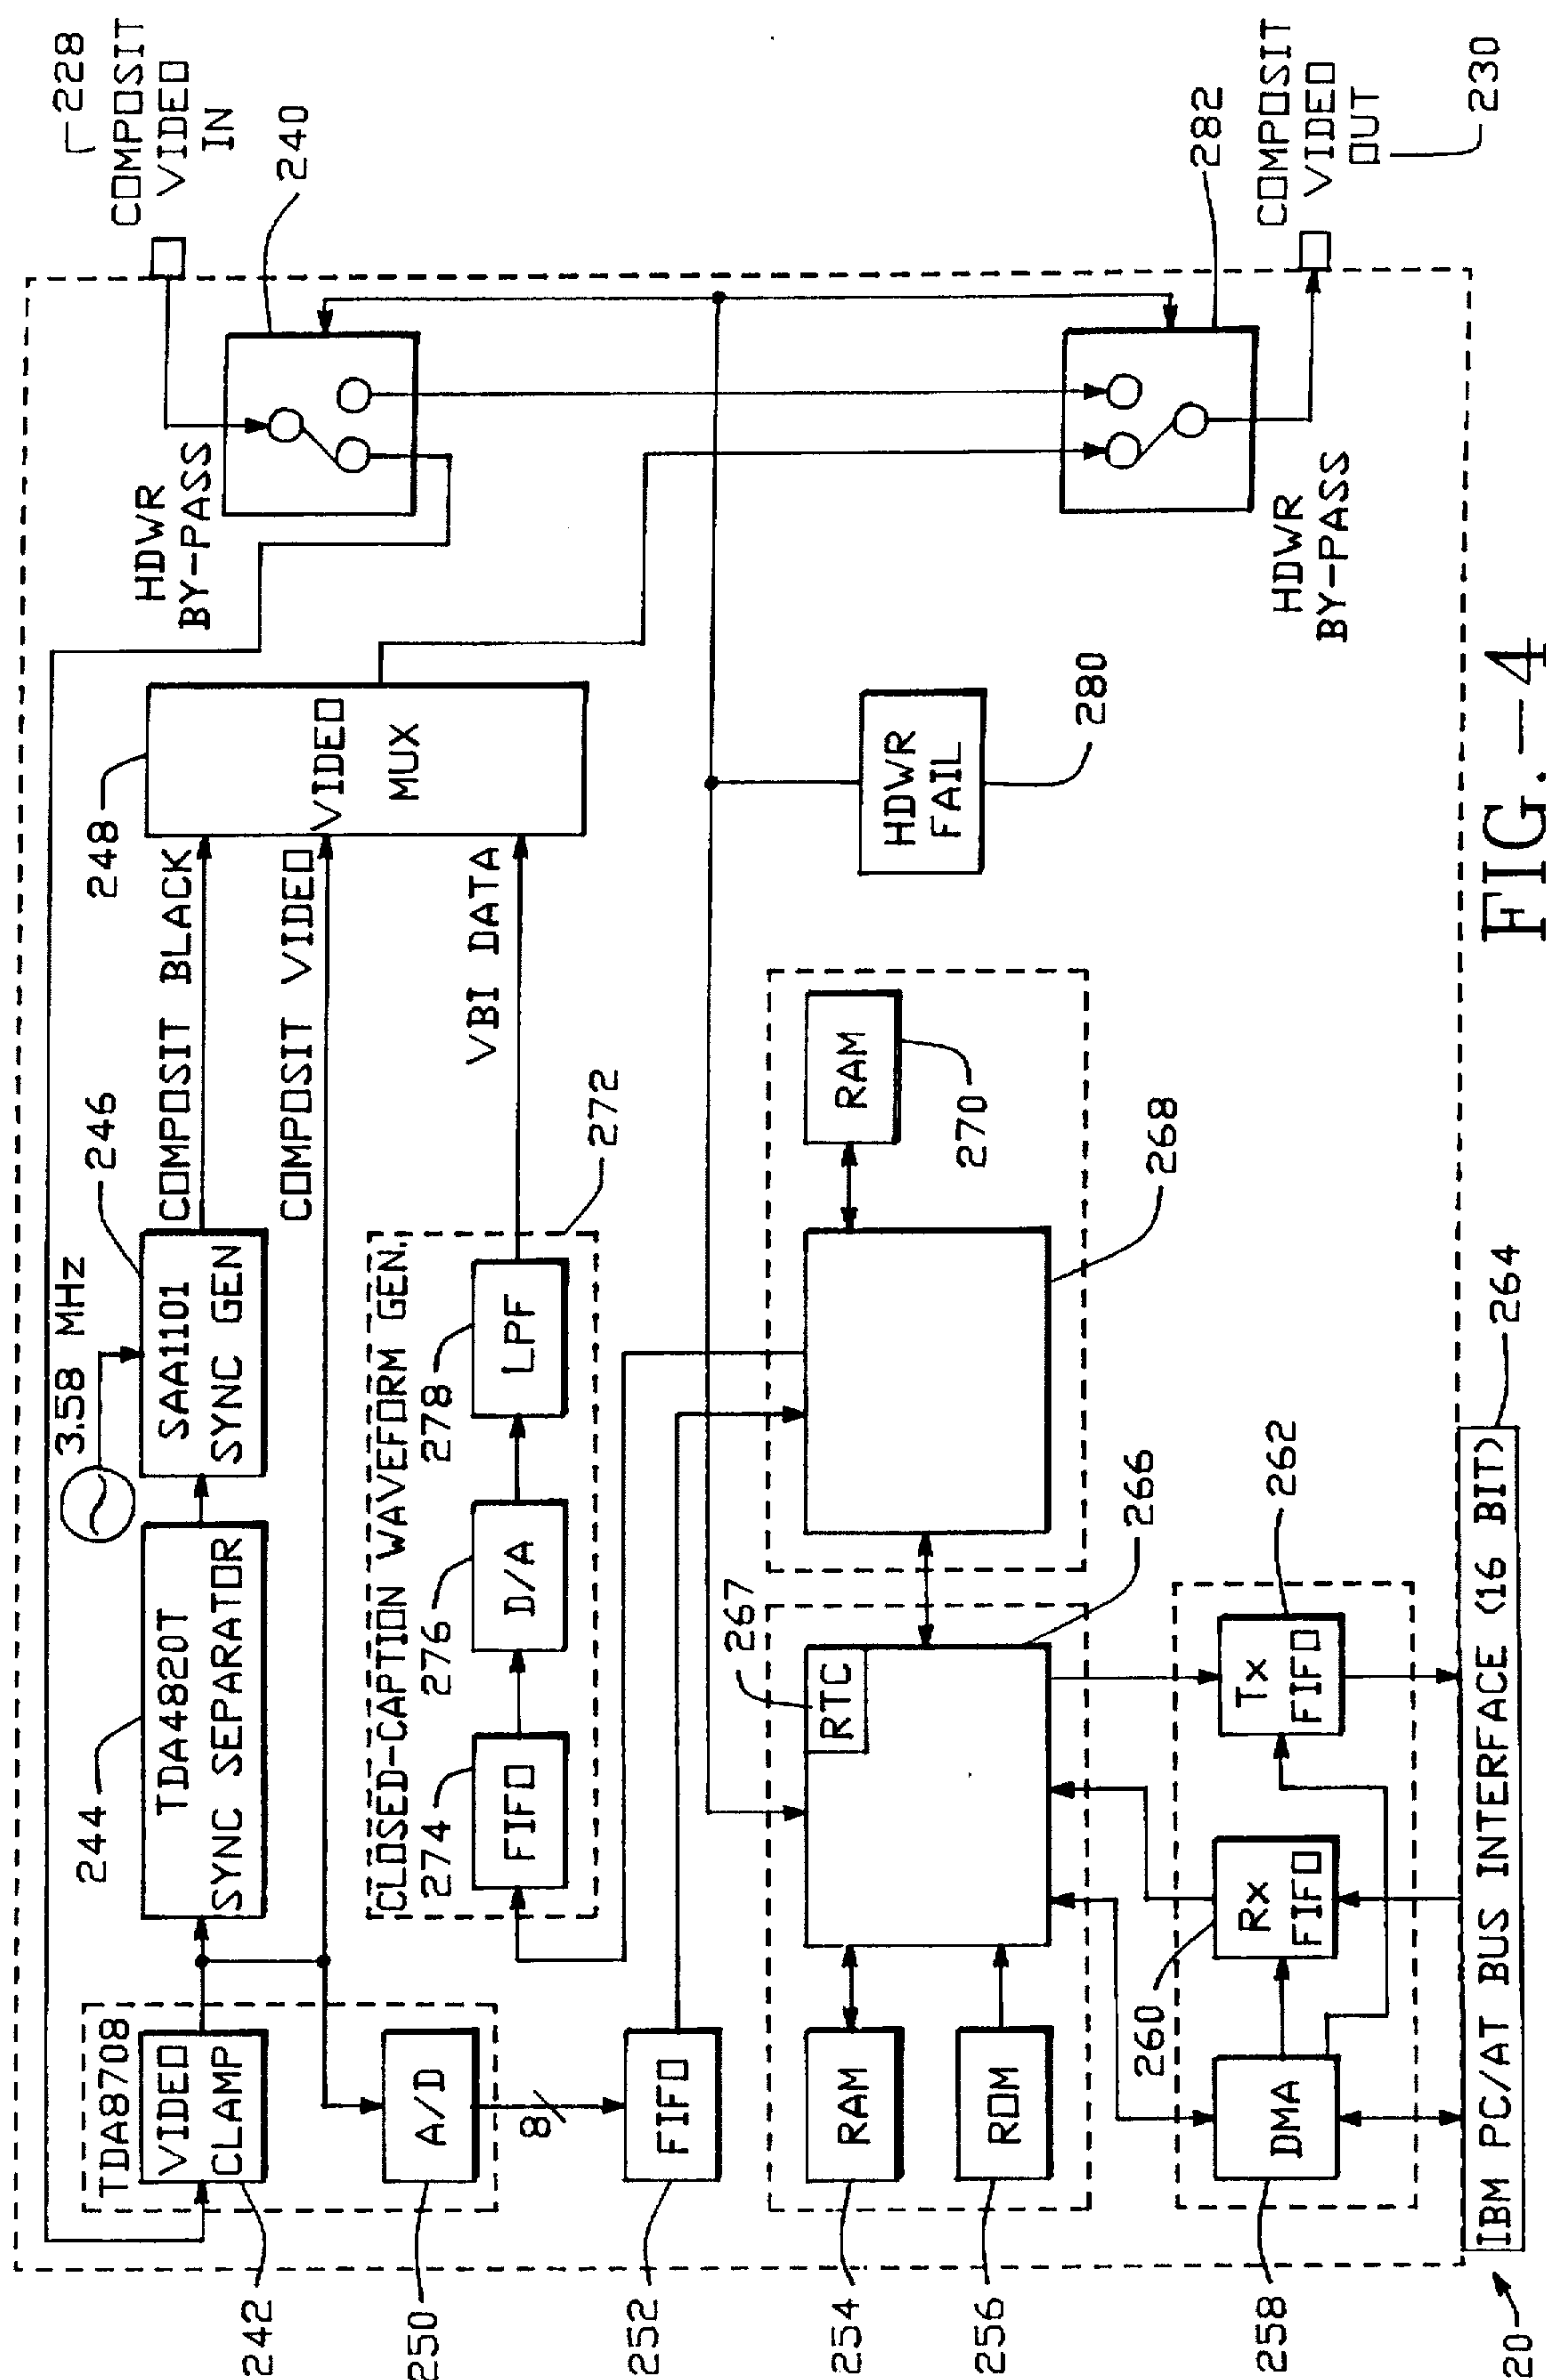 228
COMPOSIT
VIDEO
IN
240
HDWR
BY-PASS
248
VIDEO
MUX
COMPOSIT BLACK
COMPOSIT VIDEO
VBI DATA
3.58 MHz
246
SAA1101
SYNC GEN
244
TDA4820T
SYNC SEPARATOR
TDA8708
VIDEO
CLAMP
242
A/D
250
8
FIFO
252
CLOSED-CAPTION WAVEFORM GEN.
272
274
FIFO
276
D/A
278
LPF
HDWR
FAIL
280
282
HDWR
BY-PASS
COMPOSIT
VIDEO
OUT
230
RAM
270
268
267
RTC
266
RAM
254
ROM
256
DMA
258
260
Rx
FIFO
Tx
FIFO
262
IBM PC/AT BUS INTERFACE (16 BIT)
264
20
FIG.-4